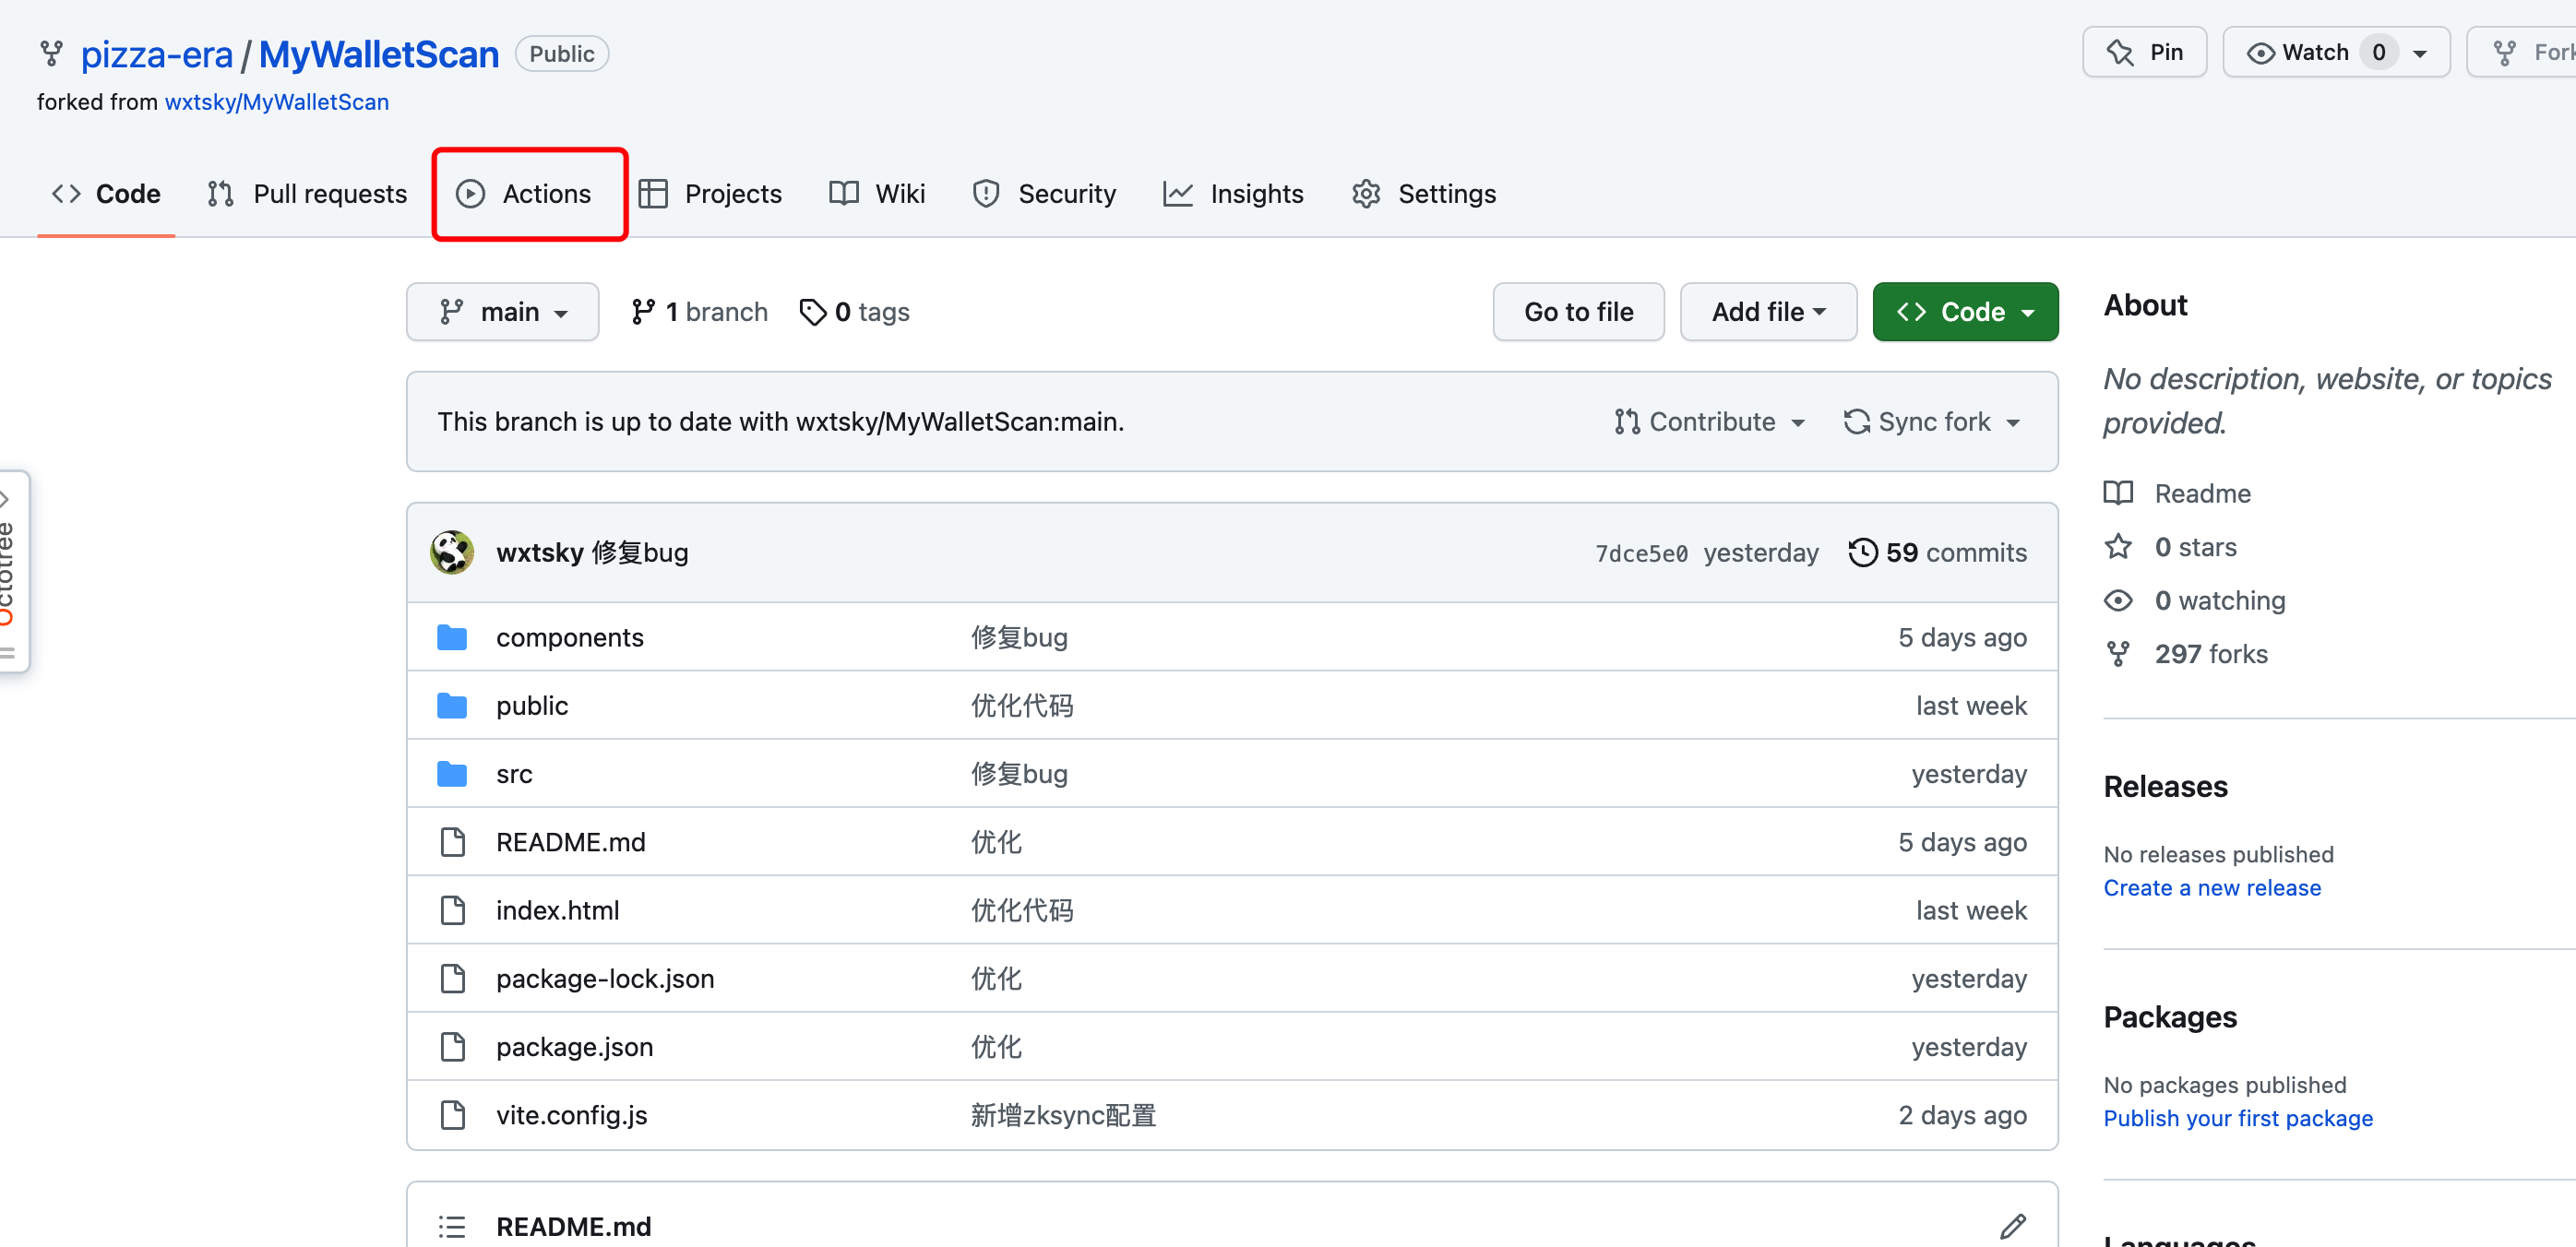 pizza-era / MyWalletScan Public
Pin
Watch 0
Fork
forked from wxtsky/MyWalletScan
Code
Pull requests
Actions
Projects
Wiki
Security
Insights
Settings
main
1 branch
0 tags
Go to file
Add file
Code
This branch is up to date with wxtsky/MyWalletScan:main.
Contribute
Sync fork
wxtsky 修复bug 7dce5e0 yesterday 59 commits
components 修复bug 5 days ago
public 优化代码 last week
src 修复bug yesterday
README.md 优化 5 days ago
index.html 优化代码 last week
package-lock.json 优化 yesterday
package.json 优化 yesterday
vite.config.js 新增zksync配置 2 days ago
README.md
About
No description, website, or topics
provided.
Readme
0 stars
0 watching
297 forks
Releases
No releases published
Create a new release
Packages
No packages published
Publish your first package
Languages
Octotree